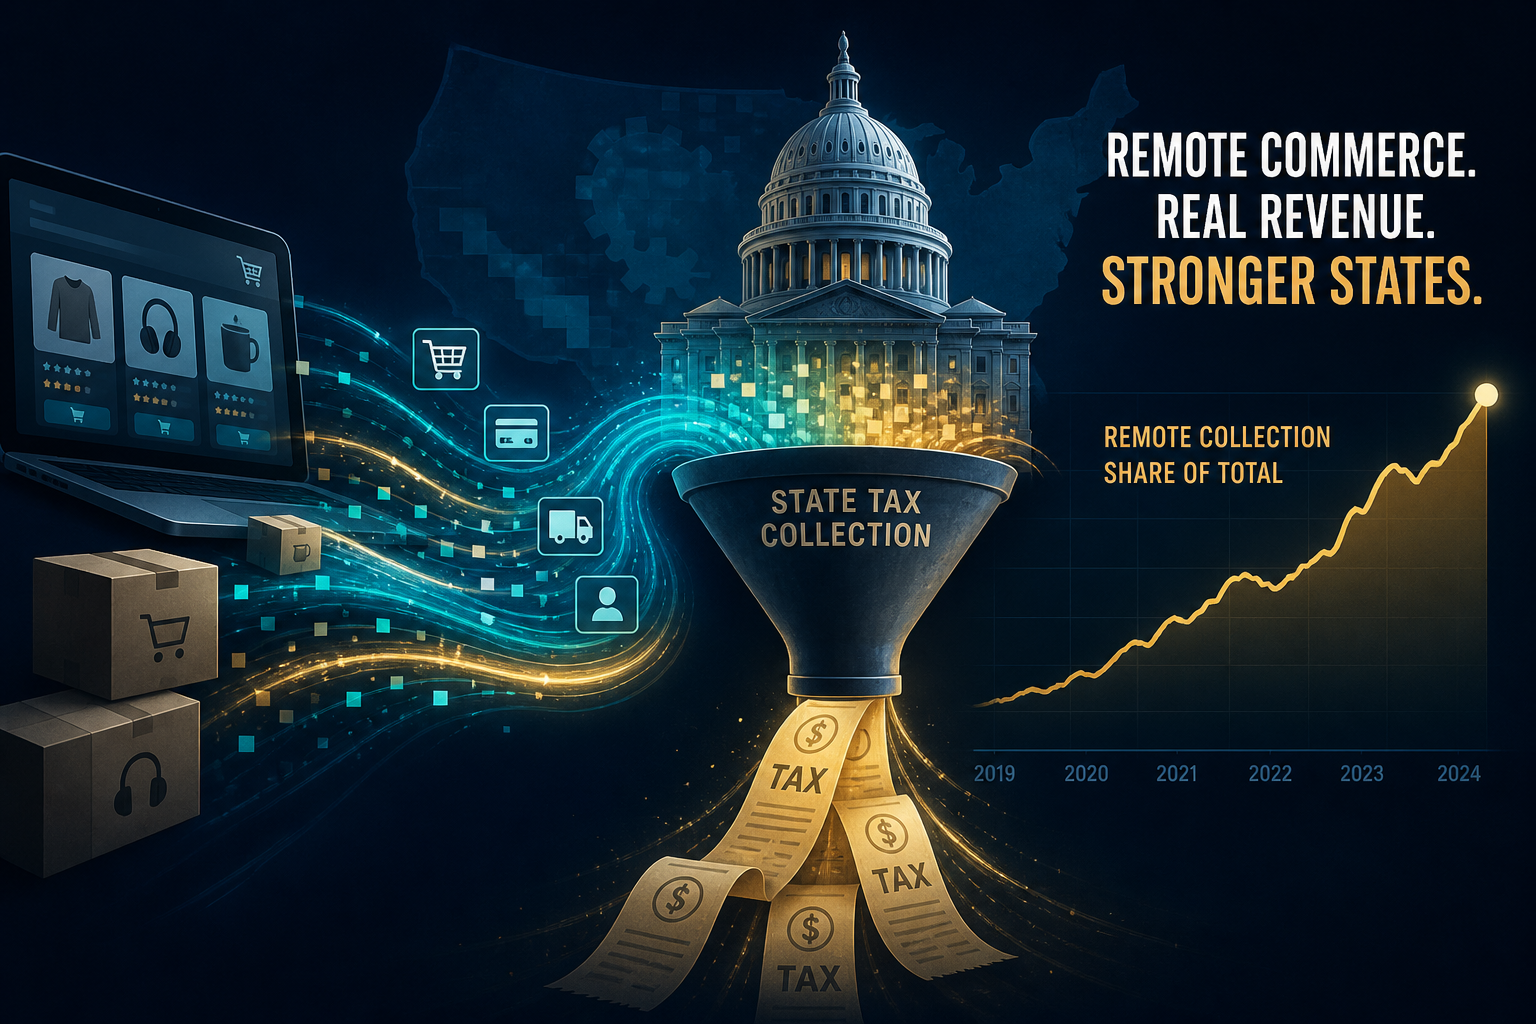 REMOTE COMMERCE.
REAL REVENUE.
STRONGER STATES.
REMOTE COLLECTION
SHARE OF TOTAL
STATE TAX
COLLECTION
2019 2020 2021 2022 2023 2024
$
TAX
$
TAX
$
$
TAX